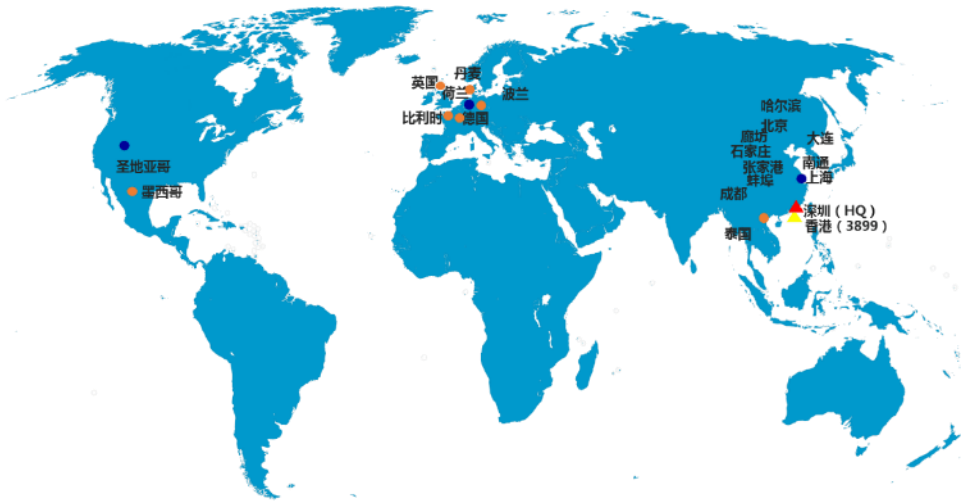 英国
丹麦
荷兰
波兰
比利时
德国
圣地亚哥
墨西哥
哈尔滨
北京
廊坊
大连
石家庄
张家港
南通
蚌埠
上海
成都
深圳（HQ）
香港（3899）
泰国